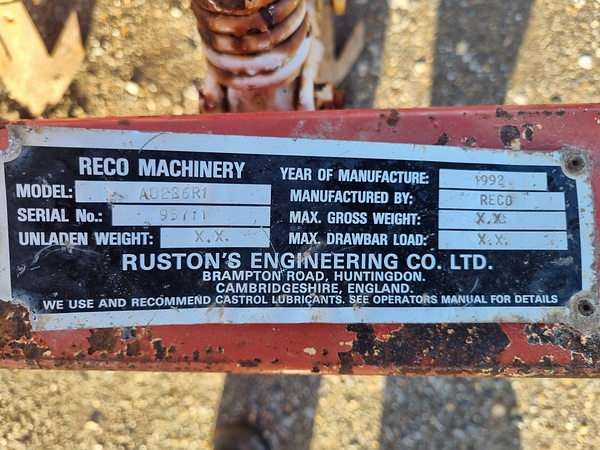 RECO MACHINERY
MODEL: A0286R1
SERIAL No.:
UNLADEN WEIGHT: X.X.
YEAR OF MANUFACTURE: 1992
MANUFACTURED BY: RECO
MAX. GROSS WEIGHT: X.X.
MAX. DRAWBAR LOAD: X.X.
RUSTON'S ENGINEERING CO. LTD.
BRAMPTON ROAD, HUNTINGDON.
CAMBRIDGESHIRE, ENGLAND.
WE USE AND RECOMMEND CASTROL LUBRICANTS. SEE OPERATORS MANUAL FOR DETAILS